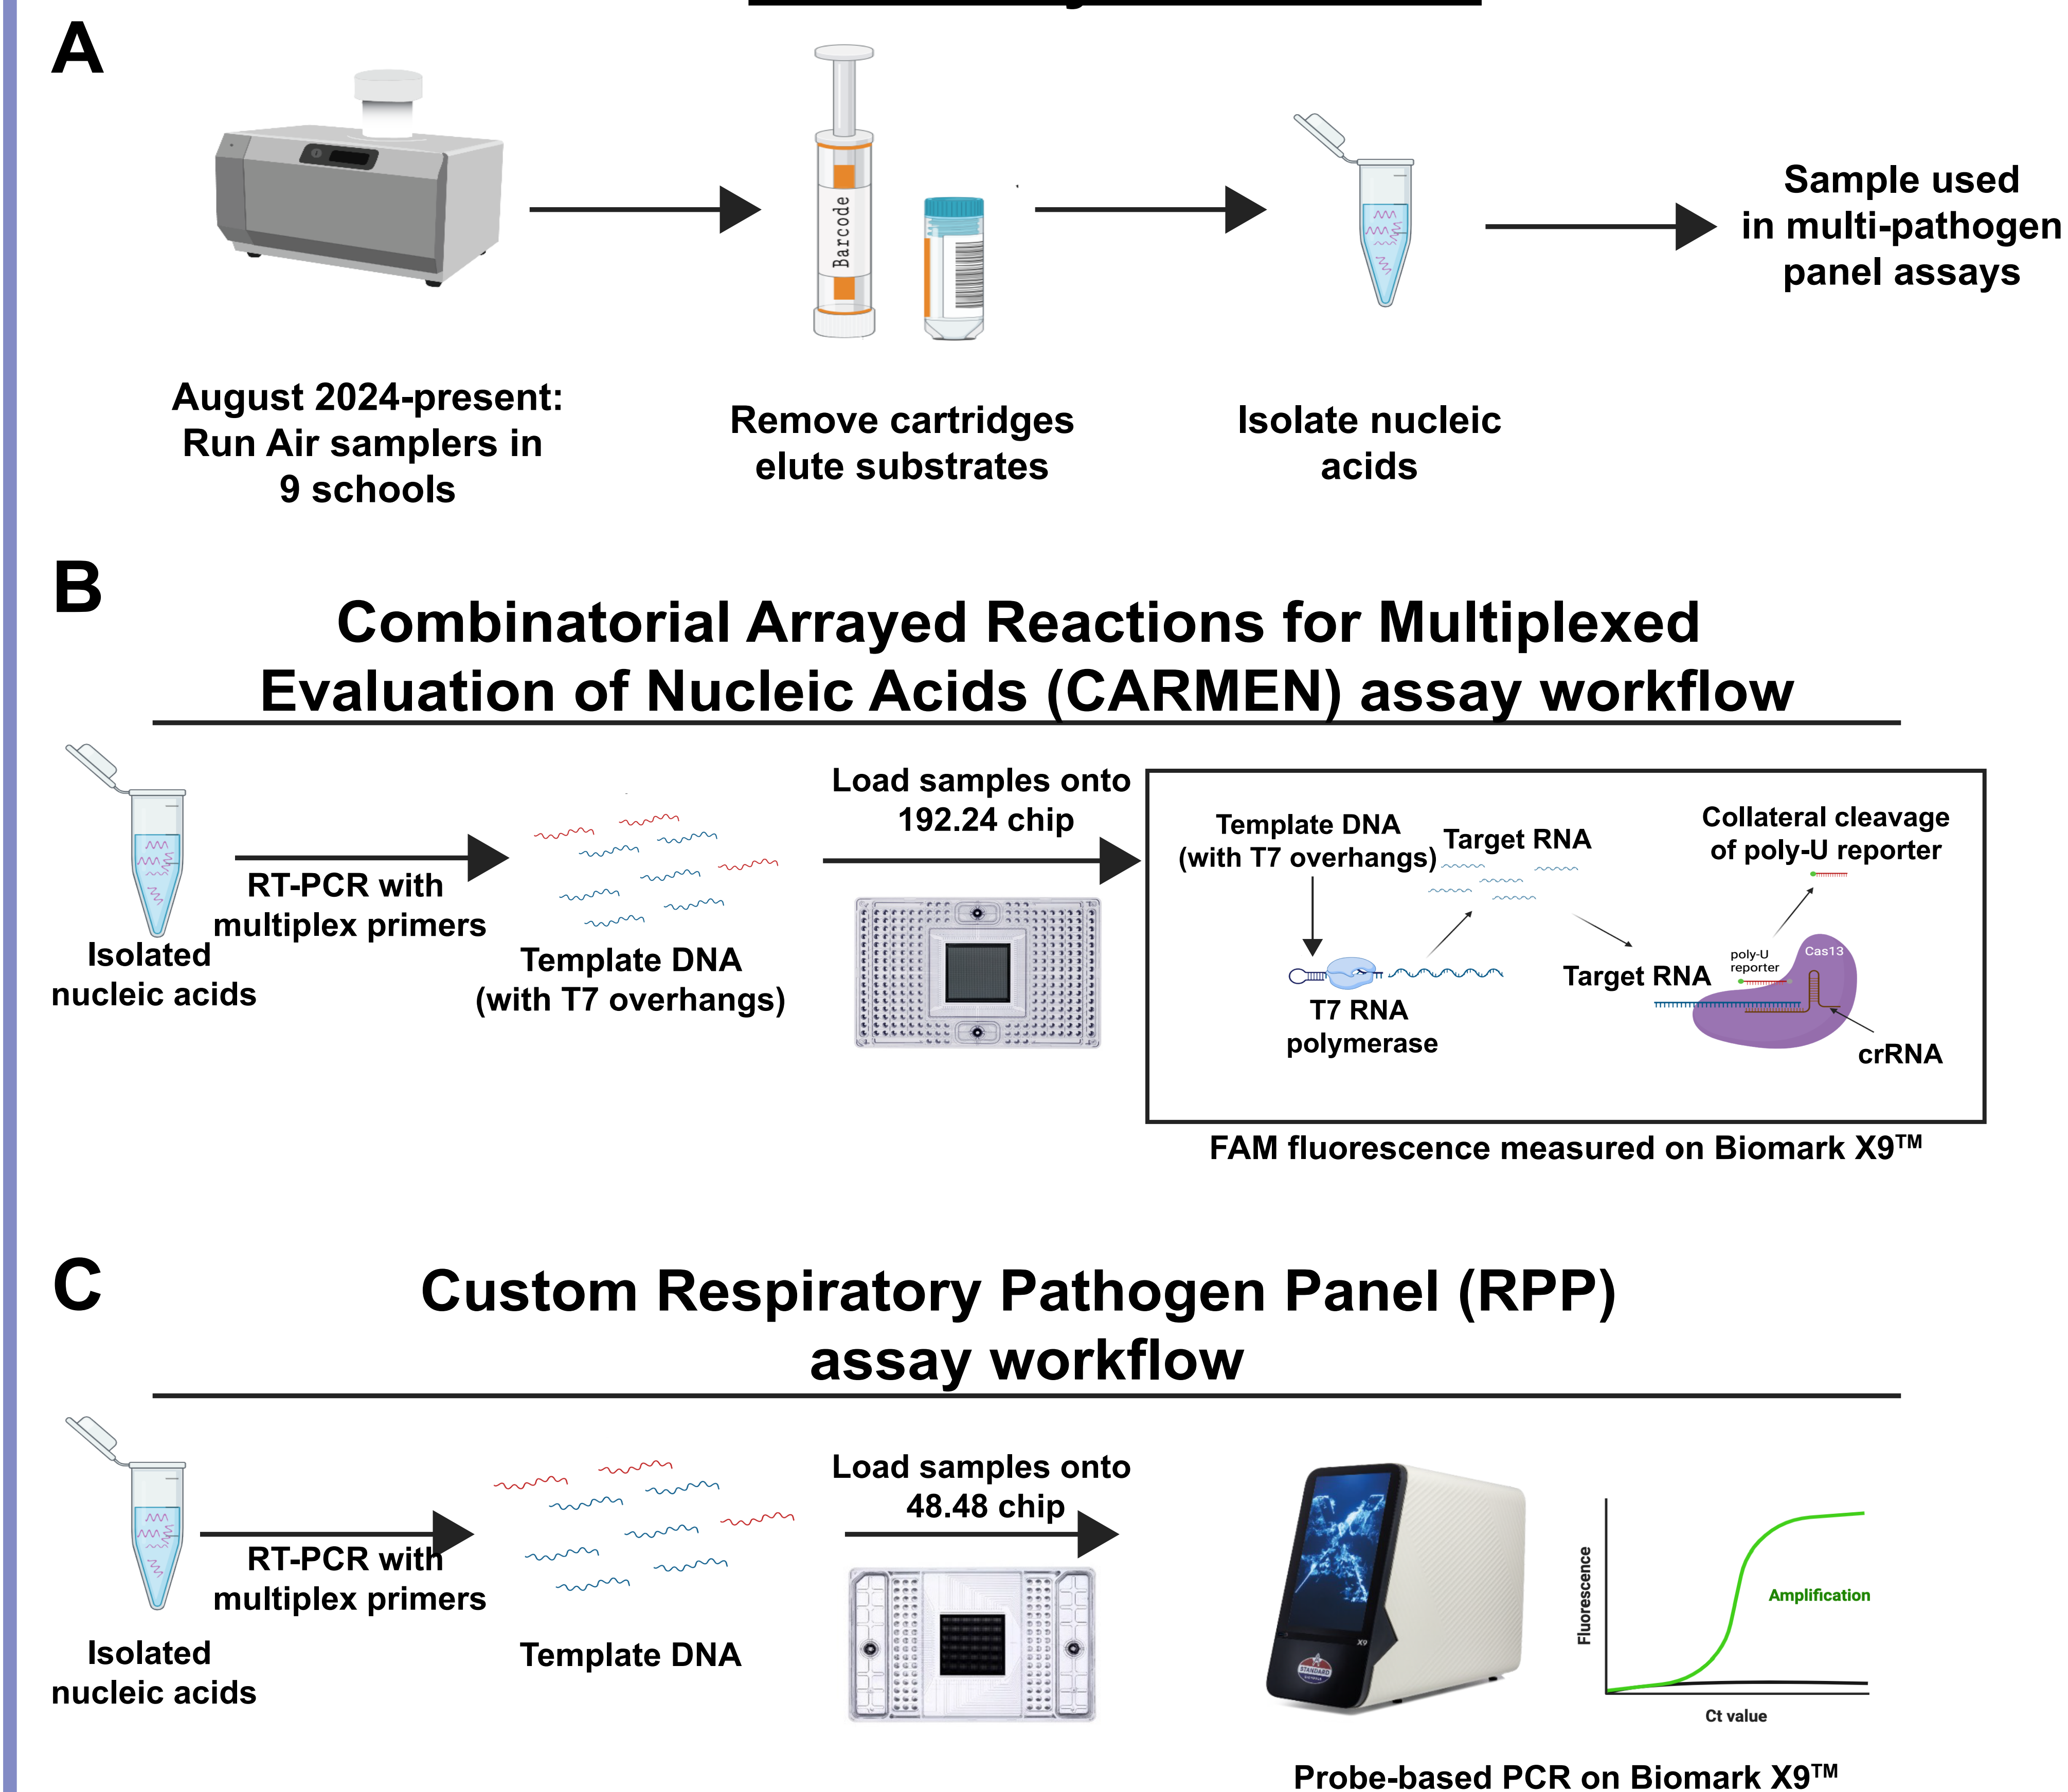 A
Barcode
Sample used
in multi-pathogen
panel assays
August 2024-present:
Run Air samplers in
9 schools
Remove cartridges
elute substrates
Isolate nucleic
acids
B
Combinatorial Arrayed Reactions for Multiplexed
Evaluation of Nucleic Acids (CARMEN) assay workflow
Isolated
nucleic acids
RT-PCR with
multiplex primers
Template DNA
(with T7 overhangs)
Load samples onto
192.24 chip
Template DNA
(with T7 overhangs)
T7 RNA
polymerase
Target RNA
Target RNA
poly-U
reporter
Cas13
crRNA
Collateral cleavage
of poly-U reporter
FAM fluorescence measured on Biomark X9™
C
Custom Respiratory Pathogen Panel (RPP)
assay workflow
Isolated
nucleic acids
RT-PCR with
multiplex primers
Template DNA
Load samples onto
48.48 chip
X9
STANDARD
Fluorescence
Amplification
Ct value
Probe-based PCR on Biomark X9™